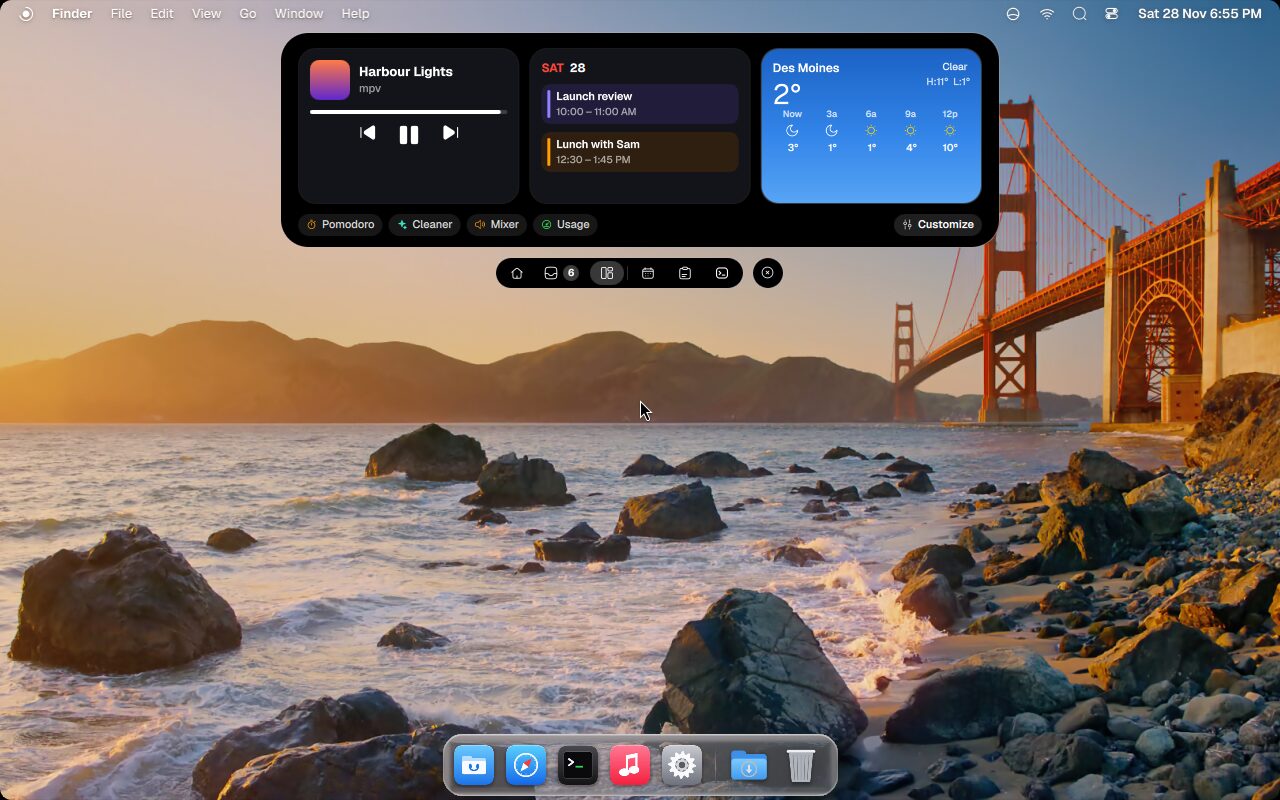 Finder File Edit View Go Window Help
Sat 28 Nov 6:55 PM
Harbour Lights
mpv
SAT 28
Launch review
10:00 – 11:00 AM
Lunch with Sam
12:30 – 1:45 PM
Des Moines
2°
Clear
H:11° L:1°
Now 3a 6a 9a 12p
3° 1° 1° 4° 10°
Pomodoro
Cleaner
Mixer
Usage
Customize
6